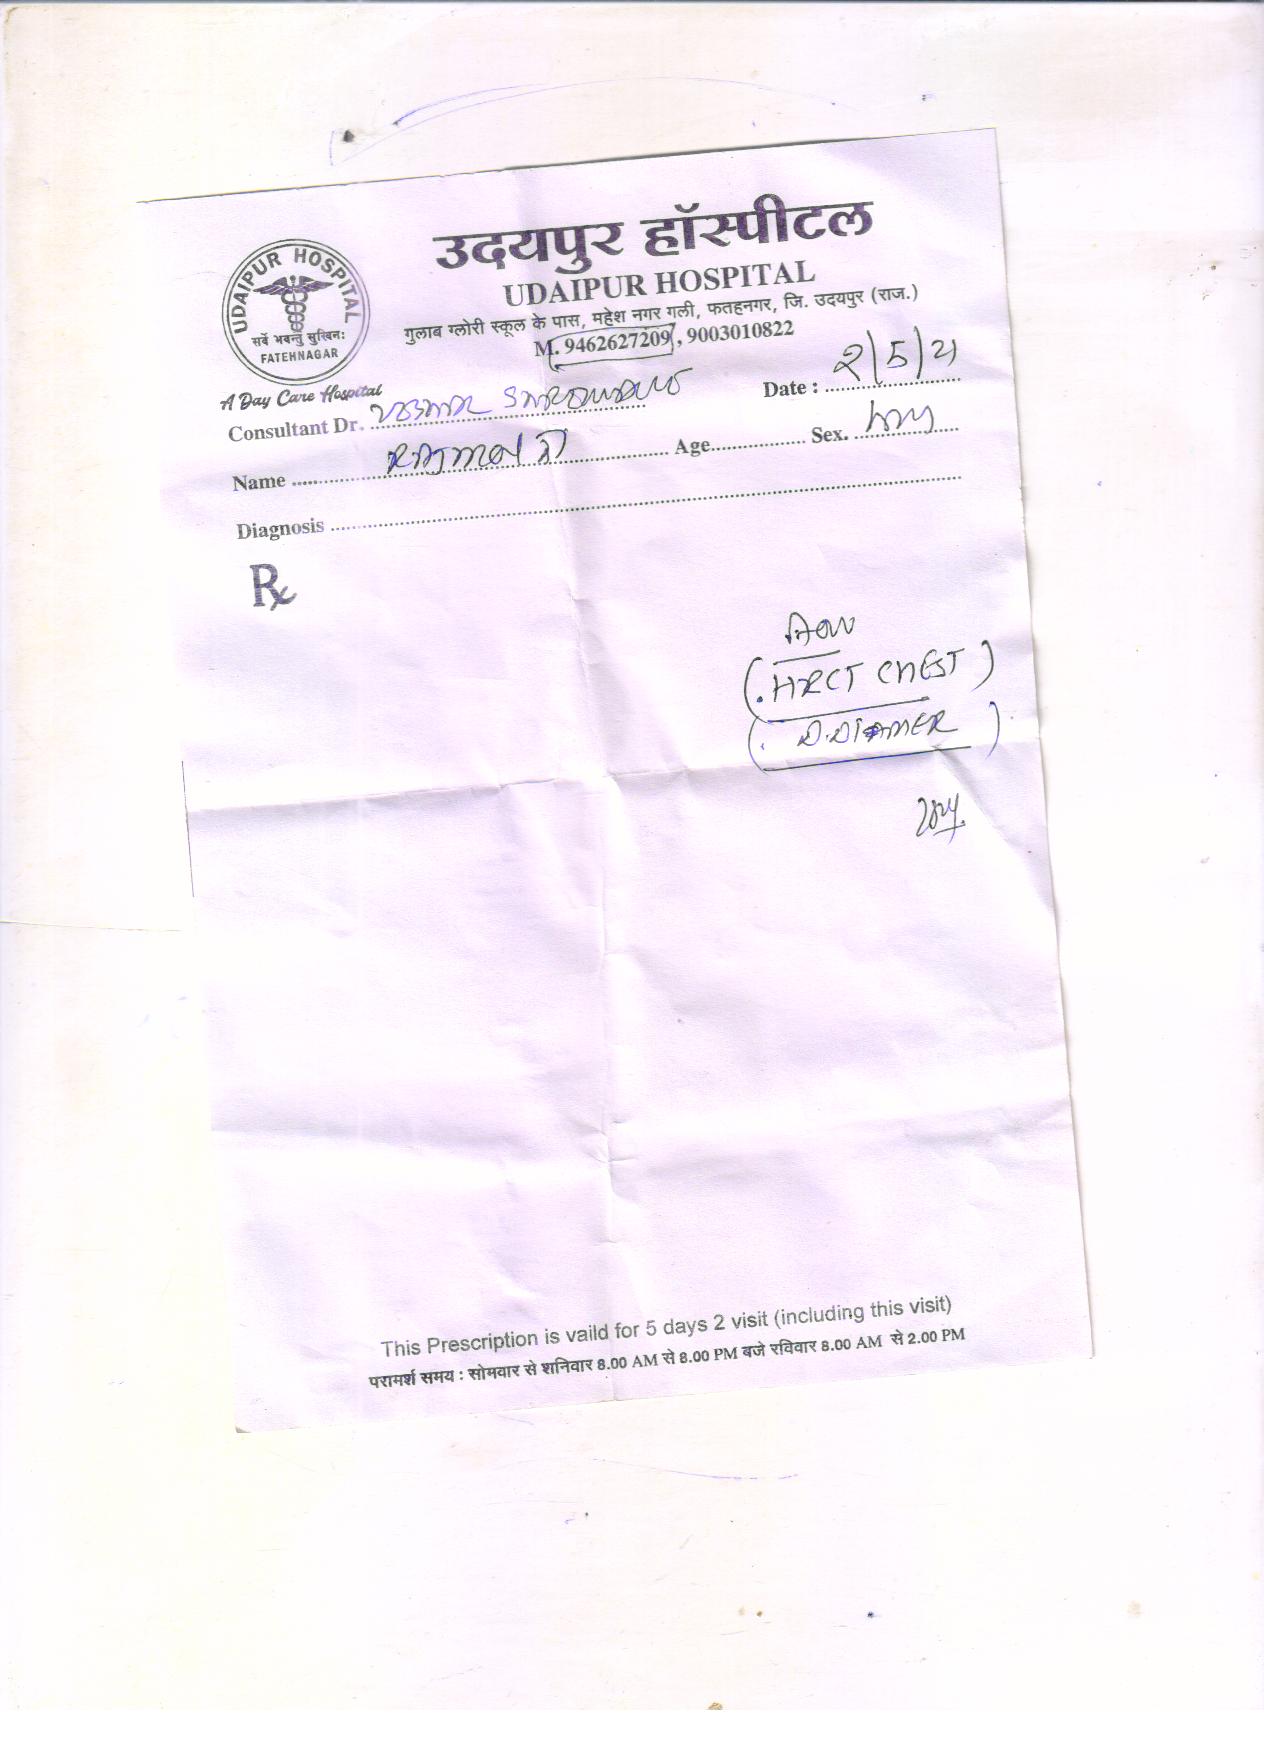 उदयपुर हॉस्पीटल
UDAIPUR HOSPITAL
गुलाब ग्लोरी स्कूल के पास, महेश नगर गली, फतहनगर, जि. उदयपुर (राज.)
M. 9462627209, 9003010822
UDAIPUR HOSPITAL
सर्वे भवन्तु सुखिनः
FATEHNAGAR
A Day Care Hospital
Date : 2/5/21
Consultant Dr.
Name Age Sex.
Diagnosis
Rx
(. HRCT CHEST )
(. D.DIAMER )
This Prescription is vaild for 5 days 2 visit (including this visit)
परामर्श समय : सोमवार से शनिवार 8.00 AM से 8.00 PM बजे रविवार 8.00 AM से 2.00 PM